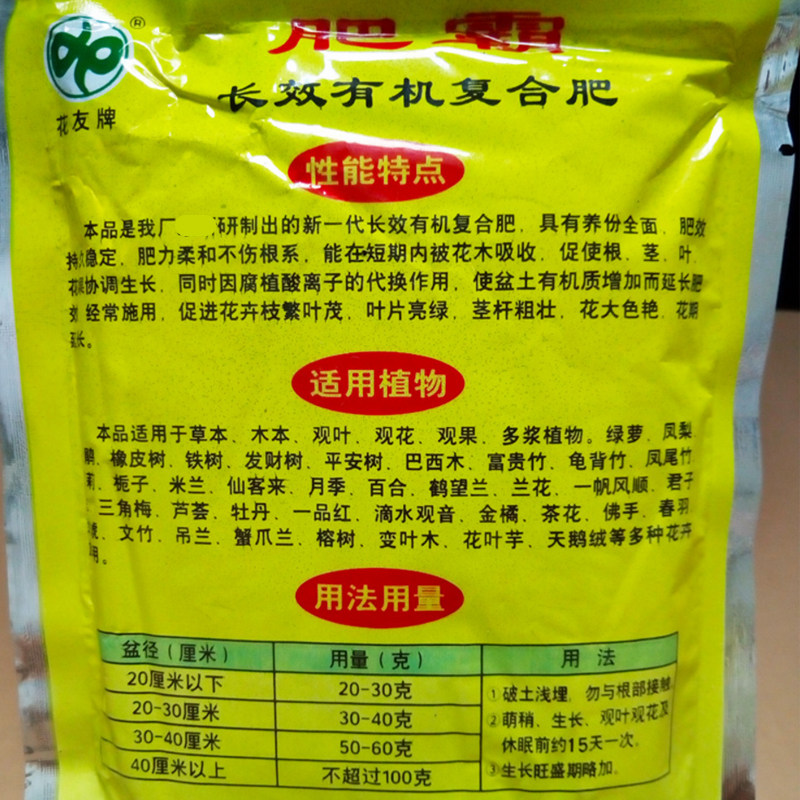 肥霸
®
长效有机复合肥
花友牌
性能特点
本品是我厂 研制出的新一代长效有机复合肥，具有养份全面、肥效
持久稳定，肥力柔和不伤根系，能在短期内被花木吸收，促使根、茎、叶、
花果协调生长，同时因腐植酸离子的代换作用，使盆土有机质增加而延长肥
效 经常施用，促进花卉枝繁叶茂、叶片亮绿、茎杆粗壮、花大色艳、花期
长。
适用植物
本品适用于草本、木本、观叶、观花、观果、多浆植物。绿萝、凤梨
橡皮树、铁树、发财树、平安树、巴西木、富贵竹、龟背竹、凤尾竹
栀子、米兰、仙客来、月季、百合、鹤望兰、兰花、一帆风顺、君子
三角梅、芦荟、牡丹、一品红、滴水观音、金橘、茶花、佛手、春羽
文竹、吊兰、蟹爪兰、榕树、变叶木、花叶芋、天鹅绒等多种花卉
用。
用法用量
盆径(厘米) 用量(克) 用 法
20厘米以下 20-30克 ①破土浅埋，勿与根部接触
20-30厘米 30-40克 ②萌稍、生长、观叶观花及
30-40厘米 50-60克 休眠前约15天一次。
40厘米以上 不超过100克 ③生长旺盛期略加。